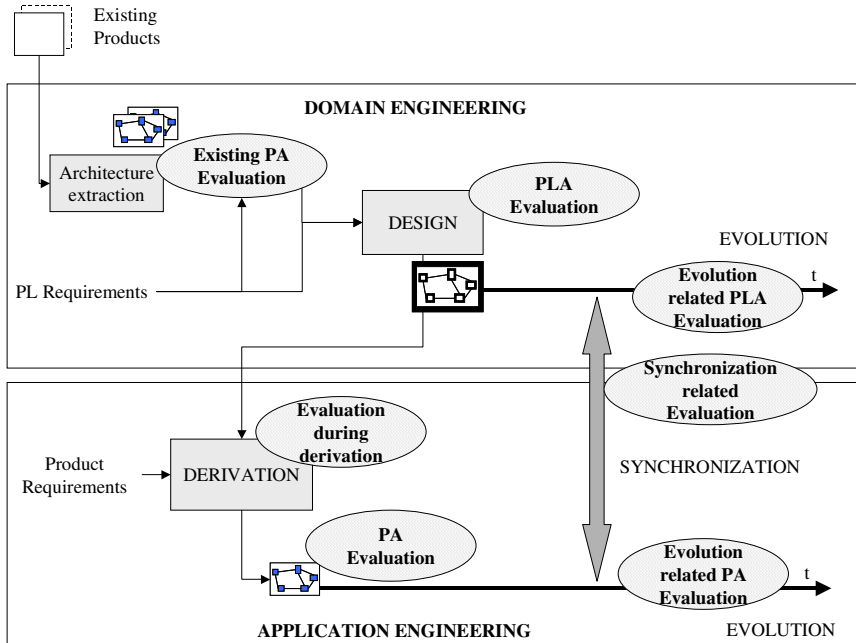 Existing
Products
DOMAIN ENGINEERING
Architecture
extraction
Existing PA
Evaluation
PLA
Evaluation
DESIGN
EVOLUTION
PL Requirements
Evolution
related PLA
Evaluation
t
Synchronization
related
Evaluation
Evaluation
during
derivation
Product
Requirements
DERIVATION
SYNCHRONIZATION
PA
Evaluation
Evolution
related PA
Evaluation
t
APPLICATION ENGINEERING
EVOLUTION